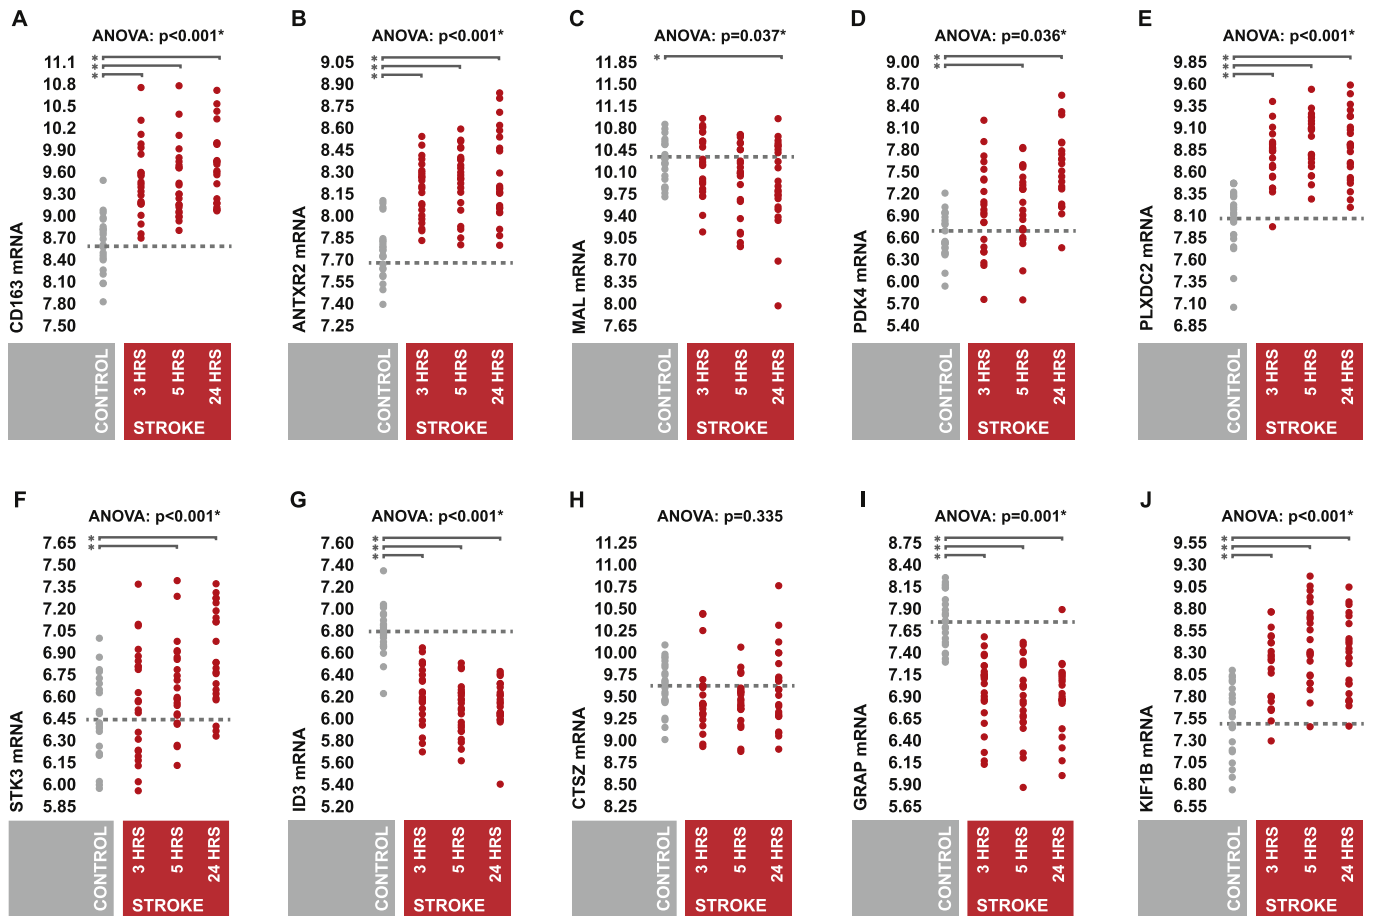 A
ANOVA: p<0.001*
CD163 mRNA
11.1
10.8
10.5
10.2
9.90
9.60
9.30
9.00
8.70
8.40
8.10
7.80
7.50
* * *
CONTROL
3 HRS
5 HRS
24 HRS
STROKE
B
ANOVA: p<0.001*
ANTXR2 mRNA
9.05
8.90
8.75
8.60
8.45
8.30
8.15
8.00
7.85
7.70
7.55
7.40
7.25
* * *
CONTROL
3 HRS
5 HRS
24 HRS
STROKE
C
ANOVA: p=0.037*
MAL mRNA
11.85
11.50
11.15
10.80
10.45
10.10
9.75
9.40
9.05
8.70
8.35
8.00
7.65
*
CONTROL
3 HRS
5 HRS
24 HRS
STROKE
D
ANOVA: p=0.036*
PDK4 mRNA
9.00
8.70
8.40
8.10
7.80
7.50
7.20
6.90
6.60
6.30
6.00
5.70
5.40
* *
CONTROL
3 HRS
5 HRS
24 HRS
STROKE
E
ANOVA: p<0.001*
PLXDC2 mRNA
9.85
9.60
9.35
9.10
8.85
8.60
8.35
8.10
7.85
7.60
7.35
7.10
6.85
* * *
CONTROL
3 HRS
5 HRS
24 HRS
STROKE
F
ANOVA: p<0.001*
STK3 mRNA
7.65
7.50
7.35
7.20
7.05
6.90
6.75
6.60
6.45
6.30
6.15
6.00
5.85
* *
CONTROL
3 HRS
5 HRS
24 HRS
STROKE
G
ANOVA: p<0.001*
ID3 mRNA
7.60
7.40
7.20
7.00
6.80
6.60
6.40
6.20
6.00
5.80
5.60
5.40
5.20
* * *
CONTROL
3 HRS
5 HRS
24 HRS
STROKE
H
ANOVA: p=0.335
CTSZ mRNA
11.25
11.00
10.75
10.50
10.25
10.00
9.75
9.50
9.25
9.00
8.75
8.50
8.25
CONTROL
3 HRS
5 HRS
24 HRS
STROKE
I
ANOVA: p=0.001*
GRAP mRNA
8.75
8.40
8.15
7.90
7.65
7.40
7.15
6.90
6.65
6.40
6.15
5.90
5.65
* * *
CONTROL
3 HRS
5 HRS
24 HRS
STROKE
J
ANOVA: p<0.001*
KIF1B mRNA
9.55
9.30
9.05
8.80
8.55
8.30
8.05
7.80
7.55
7.30
7.05
6.80
6.55
* * *
CONTROL
3 HRS
5 HRS
24 HRS
STROKE